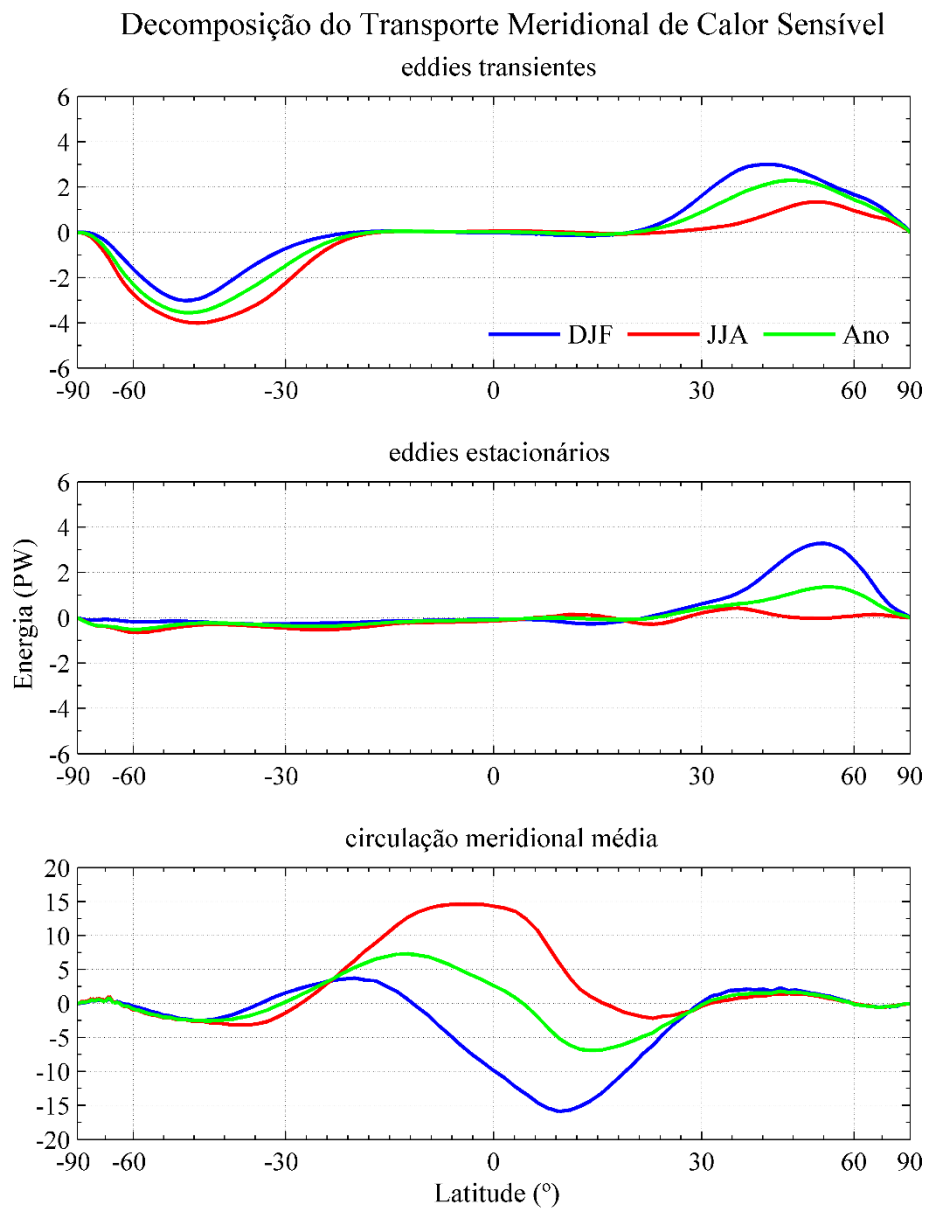 Decomposição do Transporte Meridional de Calor Sensível
eddies transientes
6
4
2
0
-2
-4
-6
DJF JJA Ano
-90 -60 -30 0 30 60 90
eddies estacionários
6
4
2
0
-2
-4
-6
Energia (PW)
-90 -60 -30 0 30 60 90
circulação meridional média
20
15
10
5
0
-5
-10
-15
-20
-90 -60 -30 0 30 60 90
Latitude (º)